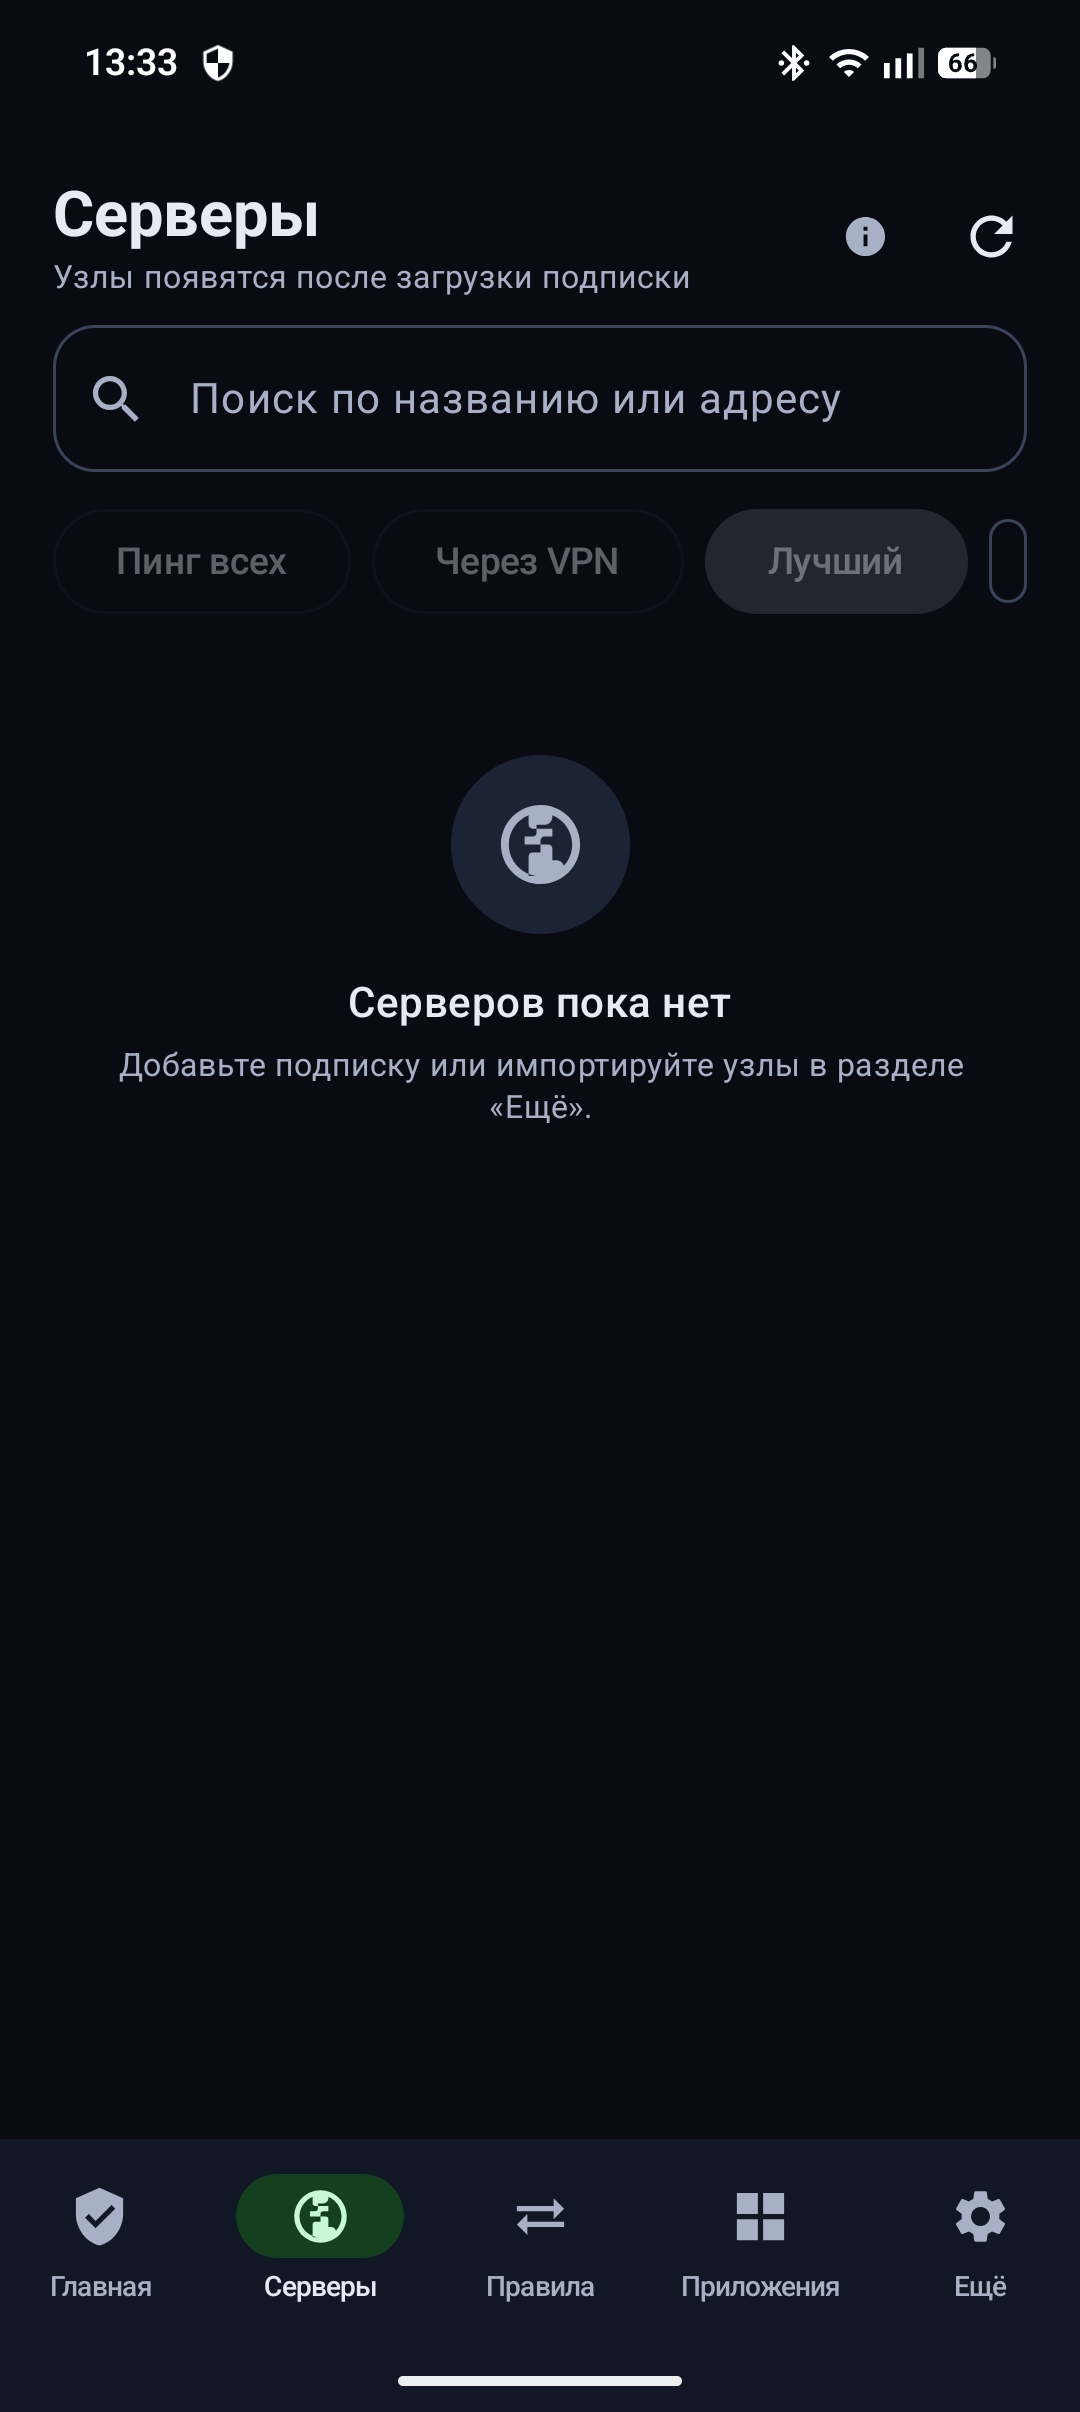 13:33
66
Серверы
Узлы появятся после загрузки подписки
Поиск по названию или адресу
Пинг всех
Через VPN
Лучший
Серверов пока нет
Добавьте подписку или импортируйте узлы в разделе
«Ещё».
Главная
Серверы
Правила
Приложения
Ещё